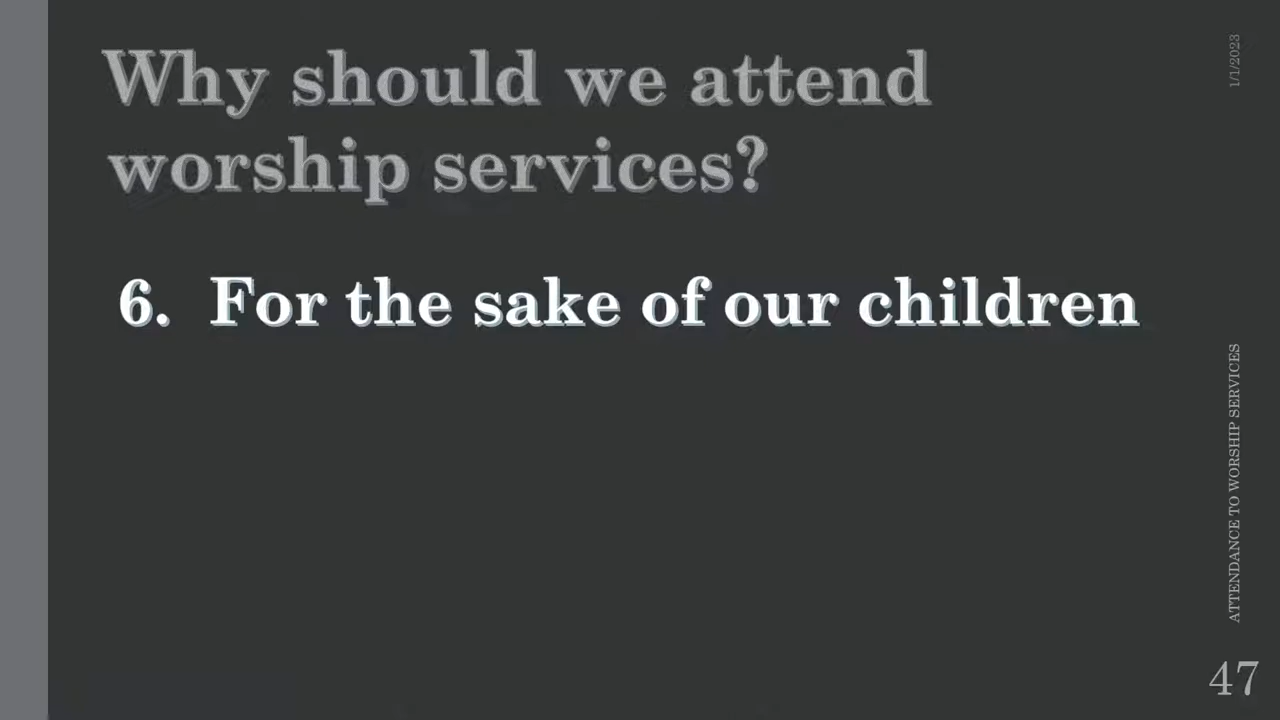 Why should we attend
worship services?
6. For the sake of our children
1/1/2023
ATTENDANCE TO WORSHIP SERVICES
47